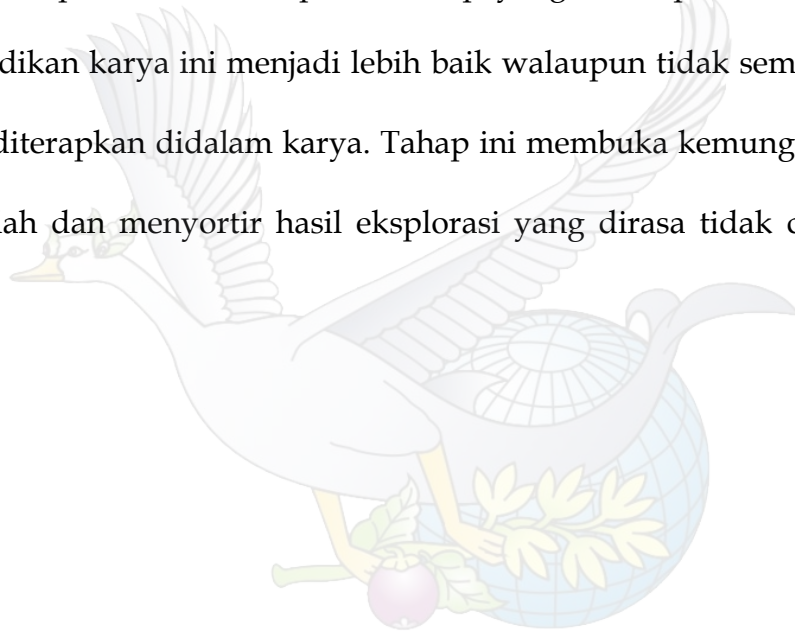 dikan karya ini menjadi lebih baik walaupun tidak sem
diterapkan didalam karya. Tahap ini membuka kemung
ah dan menyortir hasil eksplorasi yang dirasa tidak